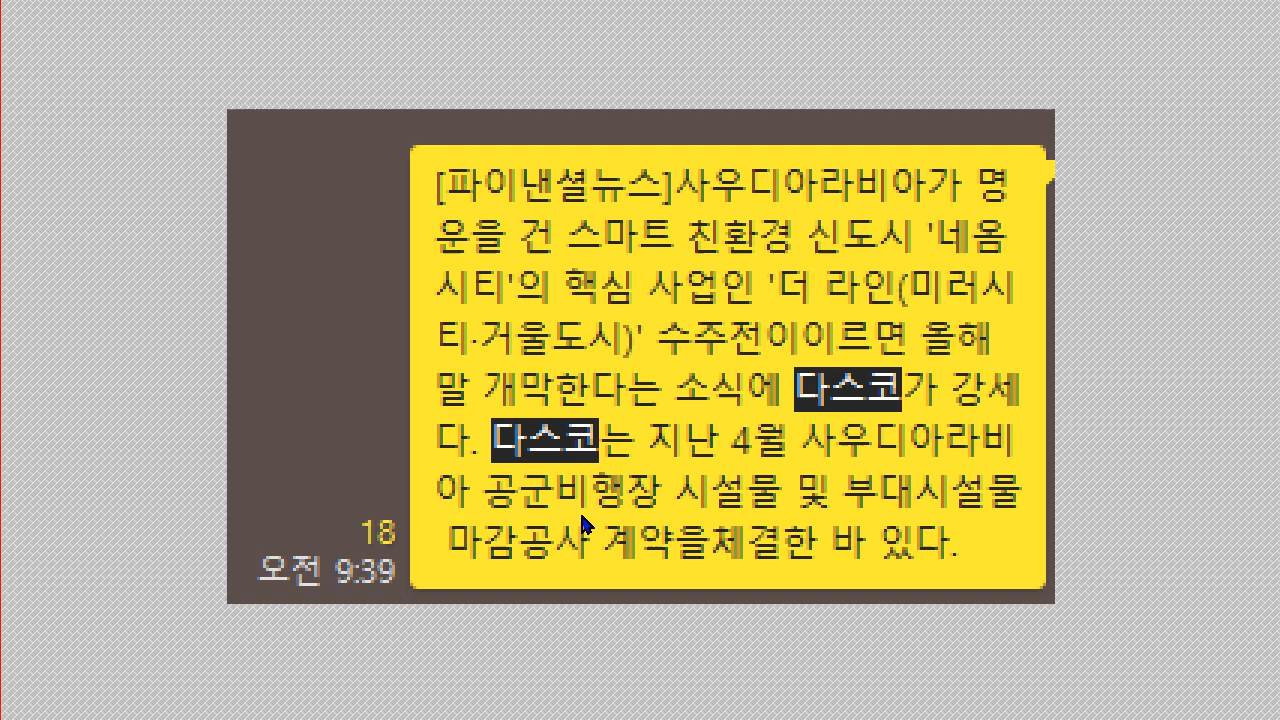 [파이낸셜뉴스]사우디아라비아가 명
운을 건 스마트 친환경 신도시 '네옴
시티'의 핵심 사업인 '더 라인(미러시
티·거울도시)' 수주전이이르면 올해
말 개막한다는 소식에 다스코가 강세
다. 다스코는 지난 4월 사우디아라비
아 공군비행장 시설물 및 부대시설물
마감공사 계약을체결한 바 있다.
18
오전 9:39